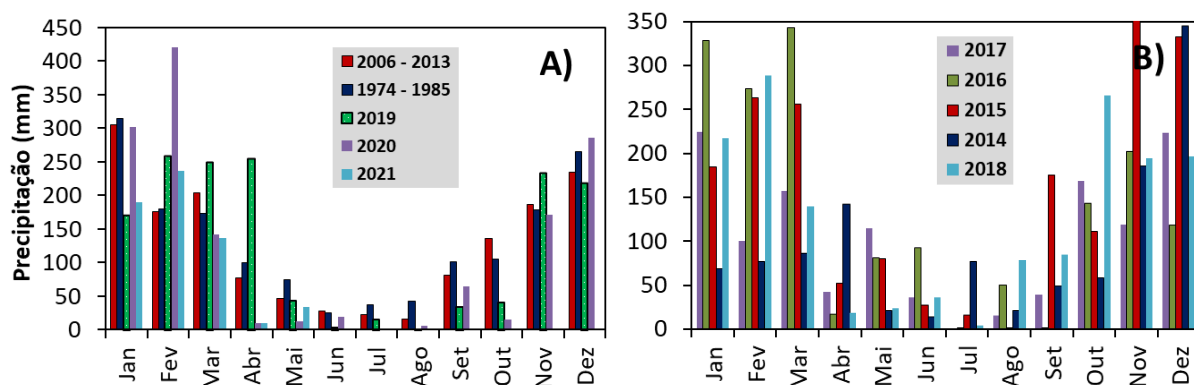 Precipitação (mm)
450
400
350
300
250
200
150
100
50
0
A)
2006 - 2013
1974 - 1985
2019
2020
2021
Jan
Fev
Mar
Abr
Mai
Jun
Jul
Ago
Set
Out
Nov
Dez
350
300
250
200
150
100
50
0
B)
2017
2016
2015
2014
2018
Jan
Fev
Mar
Abr
Mai
Jun
Jul
Ago
Set
Out
Nov
Dez